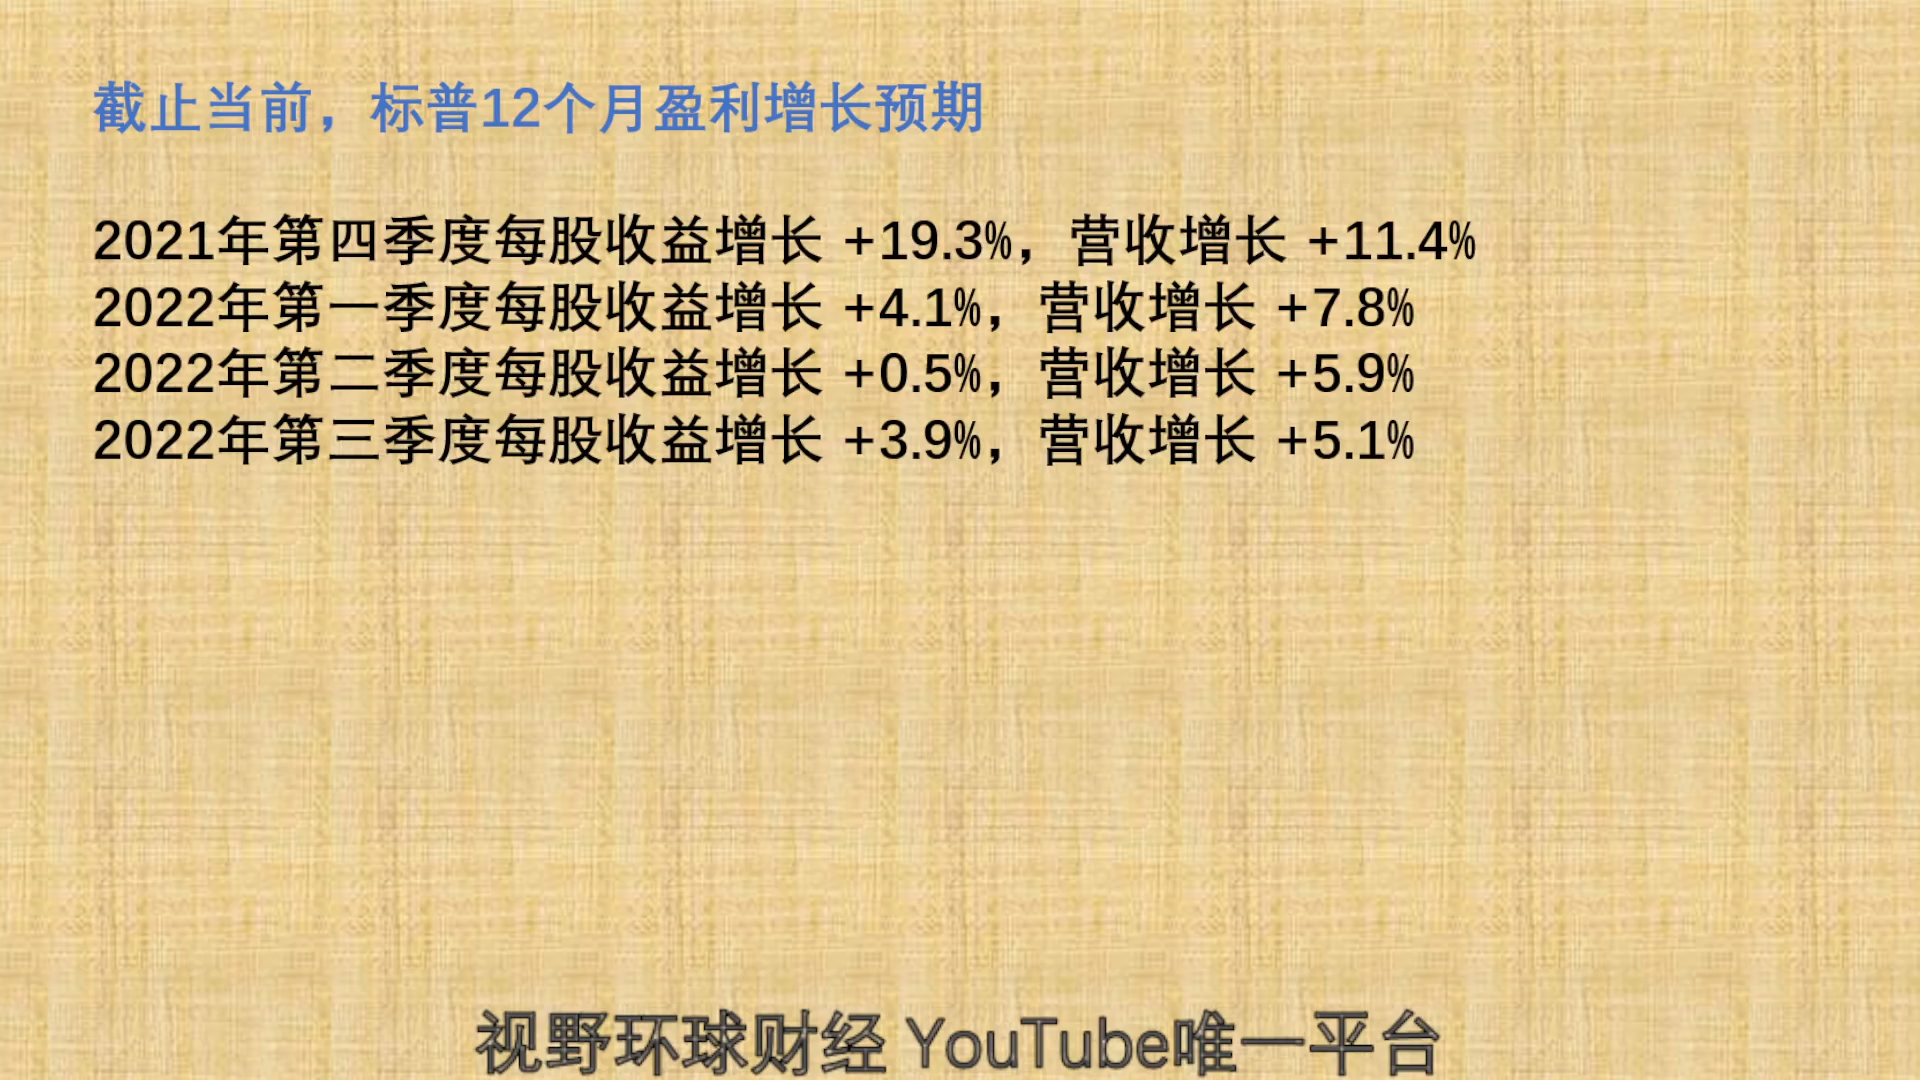 截止当前，标普12个月盈利增长预期
2021年第四季度每股收益增长 +19.3%，营收增长 +11.4%
2022年第一季度每股收益增长 +4.1%，营收增长 +7.8%
2022年第二季度每股收益增长 +0.5%，营收增长 +5.9%
2022年第三季度每股收益增长 +3.9%，营收增长 +5.1%
视野环球财经 YouTube唯一平台